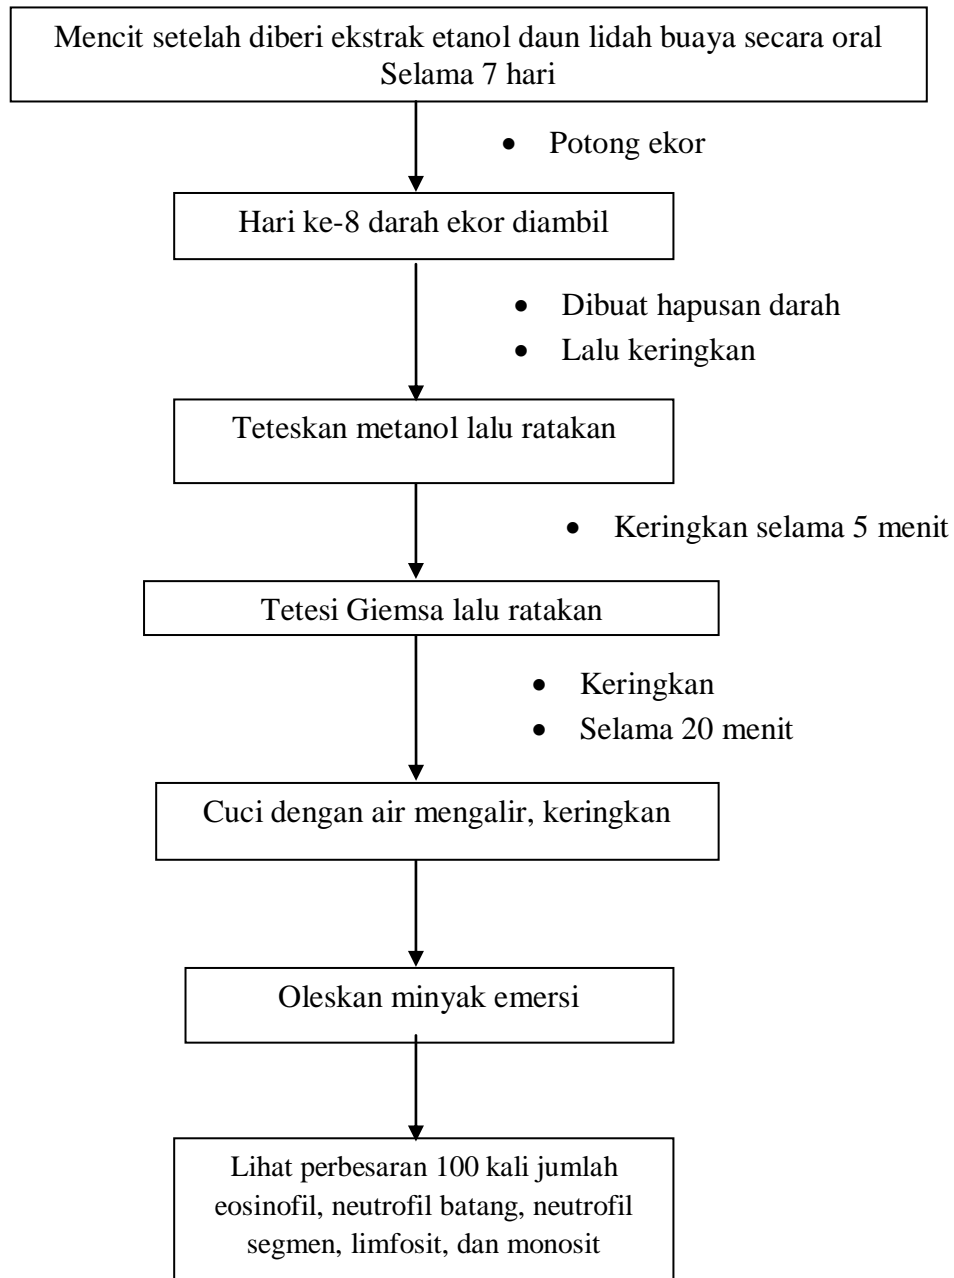 Mencit setelah diberi ekstrak etanol daun lidah buaya secara oral
Selama 7 hari
• Potong ekor
Hari ke-8 darah ekor diambil
• Dibuat hapusan darah
• Lalu keringkan
Teteskan metanol lalu ratakan
• Keringkan selama 5 menit
Tetesi Giemsa lalu ratakan
• Keringkan
• Selama 20 menit
Cuci dengan air mengalir, keringkan
Oleskan minyak emersi
Lihat perbesaran 100 kali jumlah
eosinofil, neutrofil batang, neutrofil
segmen, limfosit, dan monosit